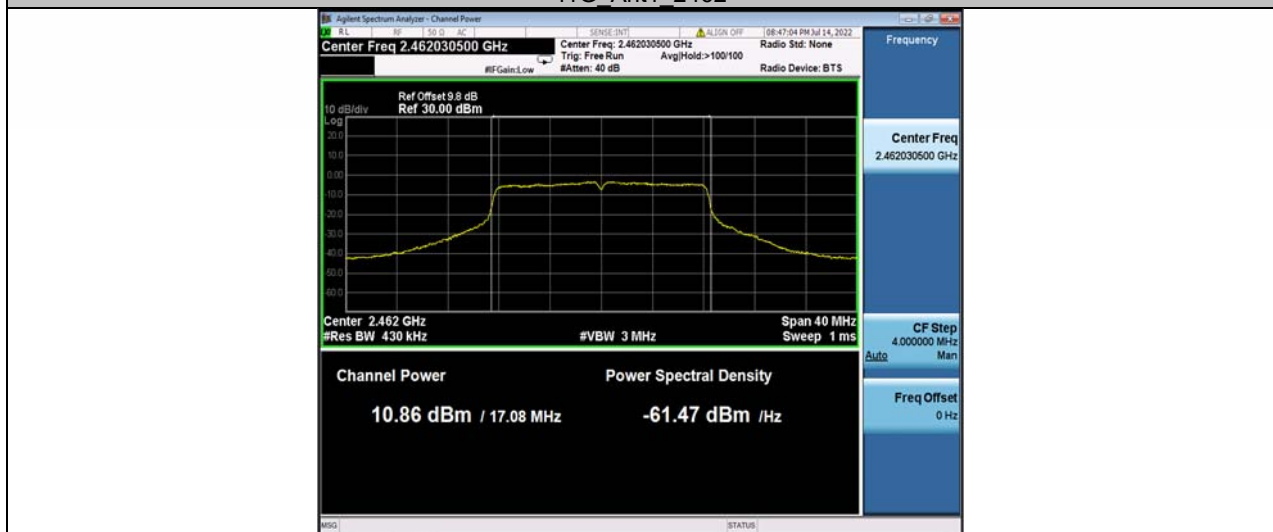 11G_Ant1_2462
Agilent Spectrum Analyzer - Channel Power
RL RF 50 Ω AC SENSE:INT ALIGN OFF 08:47:04 PM Jul 14, 2022
Center Freq 2.462030500 GHz
Center Freq: 2.462030500 GHz
Radio Std: None
Trig: Free Run Avg|Hold:>100/100
#IFGain:Low #Atten: 40 dB Radio Device: BTS
Frequency
Ref Offset 9.8 dB
10 dB/div Ref 30.00 dBm
Log
20.0
10.0
0.00
-10.0
-20.0
-30.0
-40.0
-50.0
-60.0
Center 2.462 GHz Span 40 MHz
#Res BW 430 kHz #VBW 3 MHz Sweep 1 ms
Center Freq
2.462030500 GHz
CF Step
4.000000 MHz
Auto Man
Freq Offset
0 Hz
Channel Power Power Spectral Density
10.86 dBm / 17.08 MHz -61.47 dBm /Hz
MSG STATUS